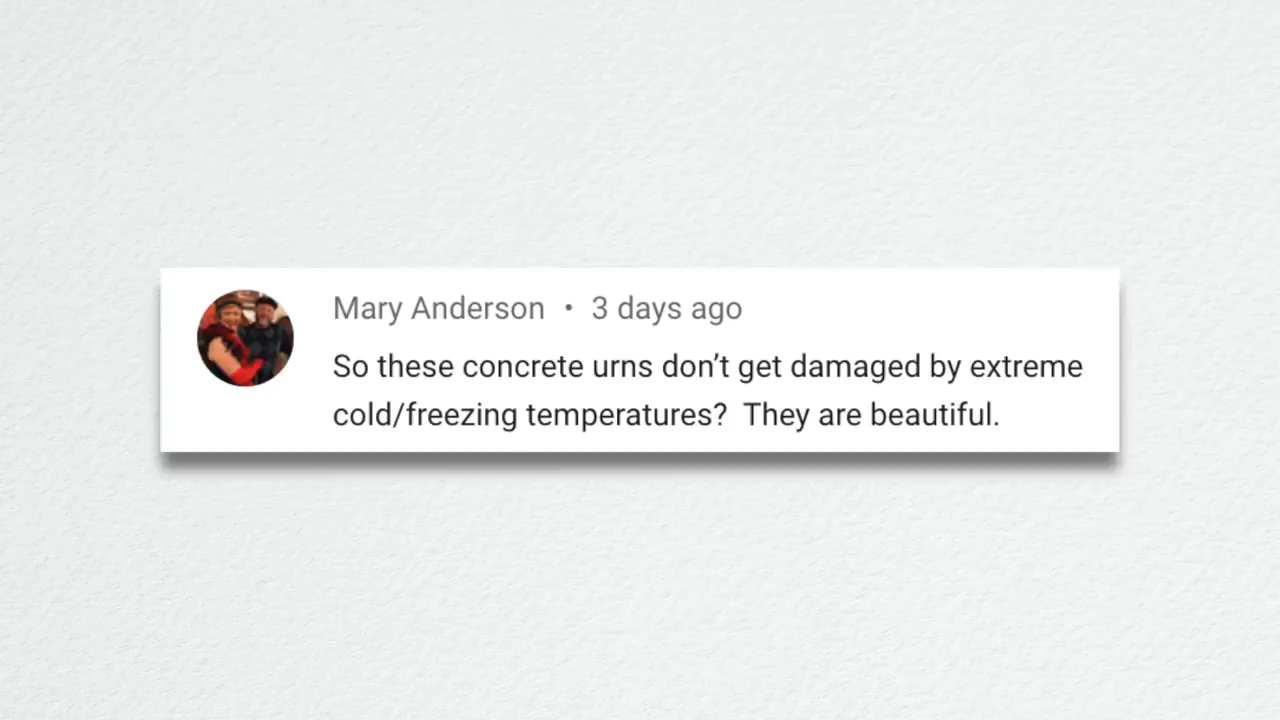 Mary Anderson • 3 days ago
So these concrete urns don’t get damaged by extreme
cold/freezing temperatures?  They are beautiful.